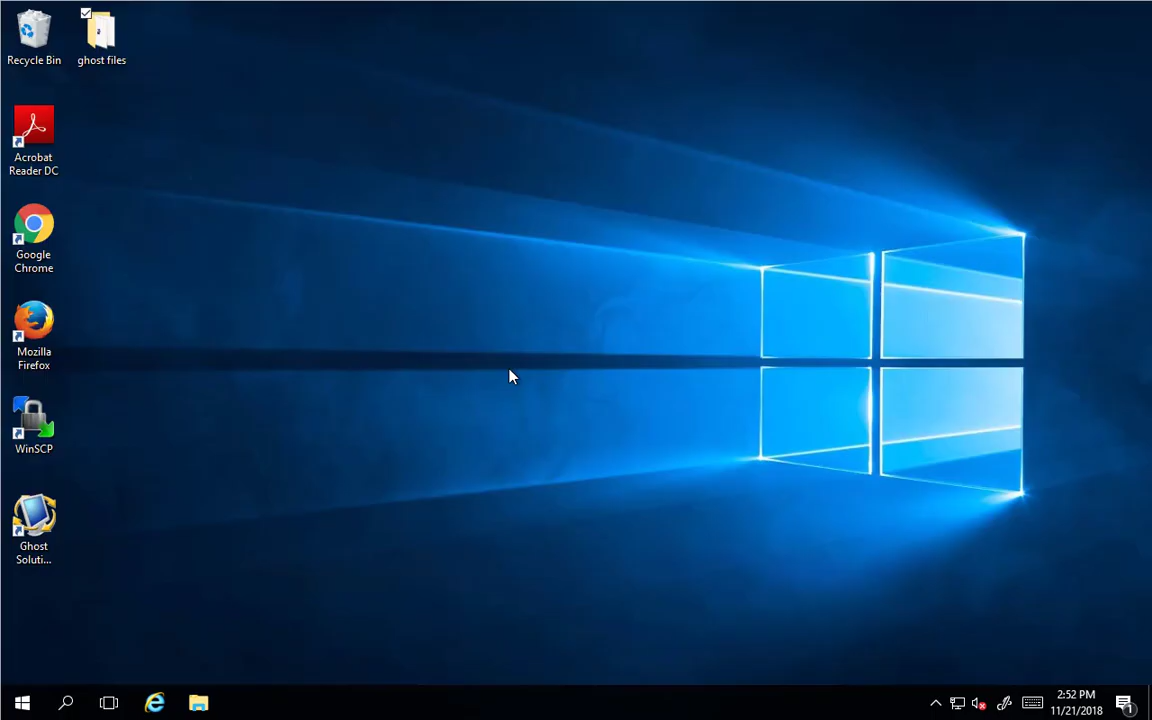 Recycle Bin
ghost files
Acrobat
Reader DC
Google
Chrome
Mozilla
Firefox
WinSCP
Ghost
Soluti...
2:52 PM
11/21/2018
1